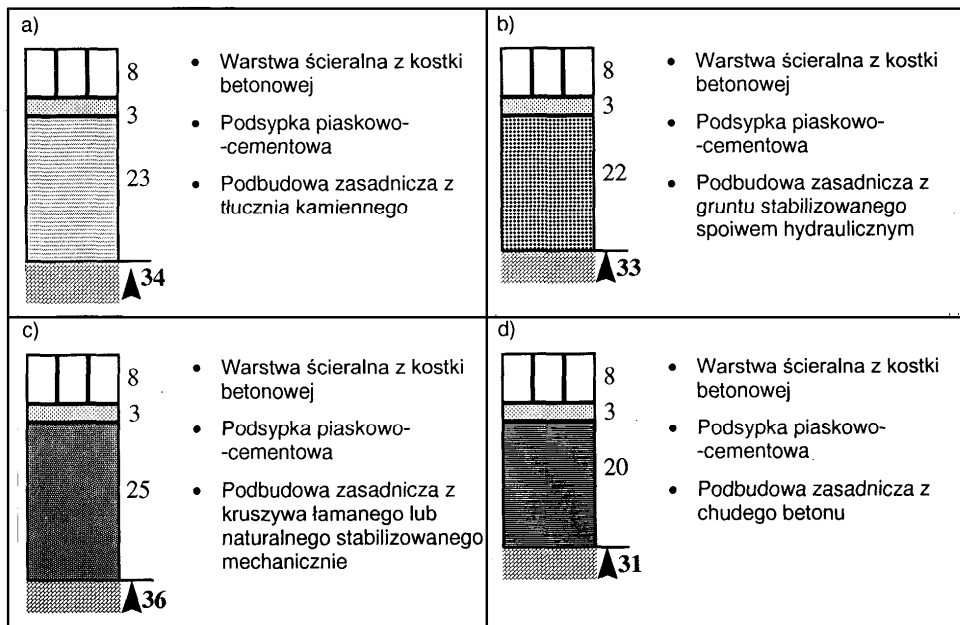 a)
8
3
23
34
• Warstwa ścieralna z kostki
betonowej
• Podsypka piaskowo-
-cementowa
• Podbudowa zasadnicza z
tłucznia kamiennego
b)
8
3
22
33
• Warstwa ścieralna z kostki
betonowej
• Podsypka piaskowo-
-cementowa
• Podbudowa zasadnicza z
gruntu stabilizowanego
spoiwem hydraulicznym
c)
8
3
25
36
• Warstwa ścieralna z kostki
betonowej
• Podsypka piaskowo-
-cementowa
• Podbudowa zasadnicza z
kruszywa łamanego lub
naturalnego stabilizowanego
mechanicznie
d)
8
3
20
31
• Warstwa ścieralna z kostki
betonowej
• Podsypka piaskowo-
-cementowa
• Podbudowa zasadnicza z
chudego betonu